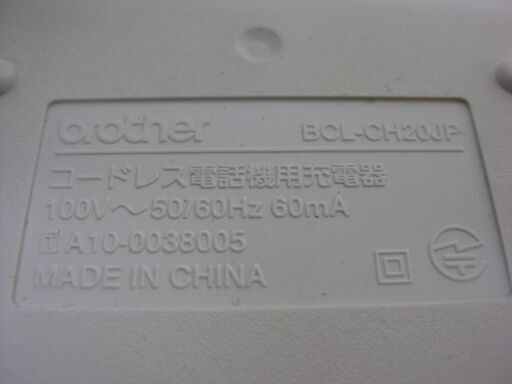 brother BCL-CH20JP
コードレス電話機用充電器
100V～50/60Hz 60mA
T A10-0038005
MADE IN CHINA